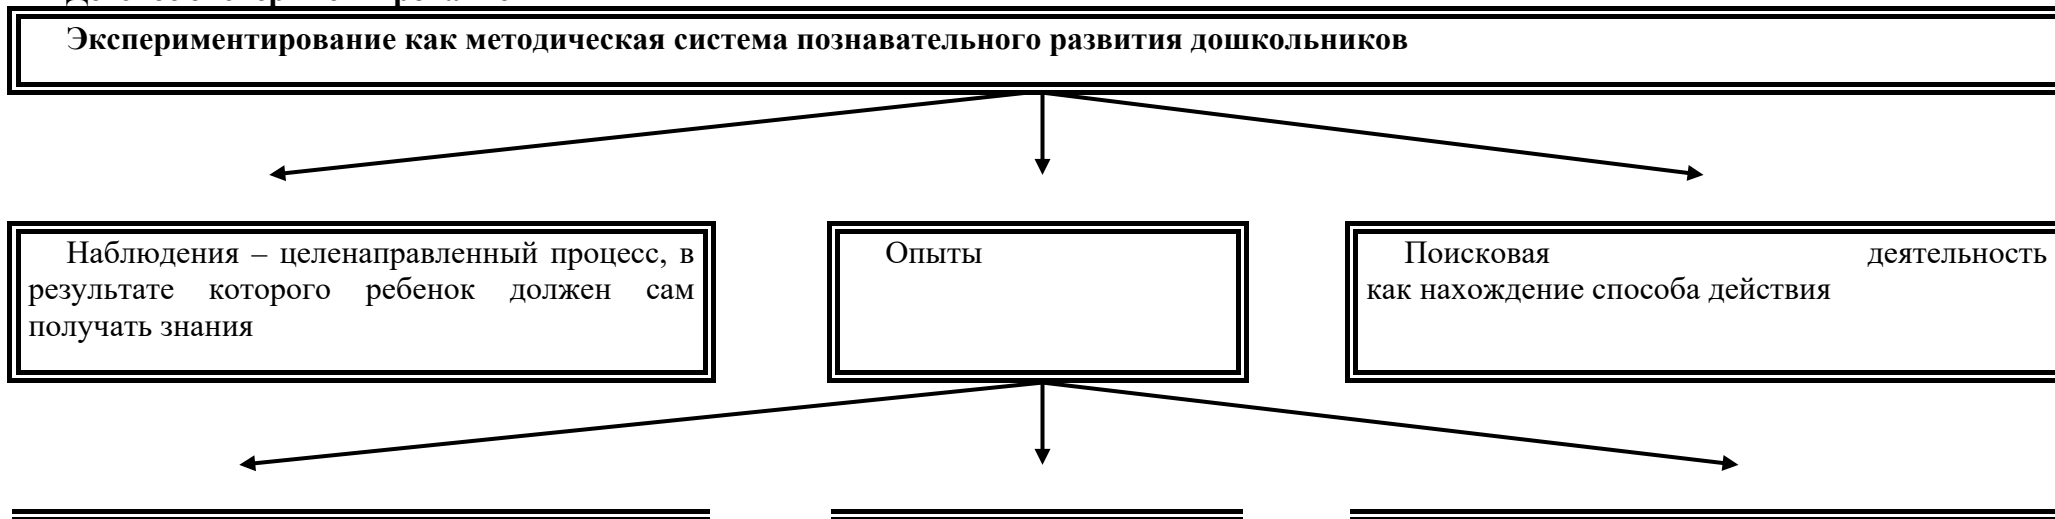 Экспериментирование как методическая система познавательного развития дошкольников
Наблюдения – целенаправленный процесс, в
результате которого ребенок должен сам
получать знания
Опыты
Поисковая деятельность
как нахождение способа действия